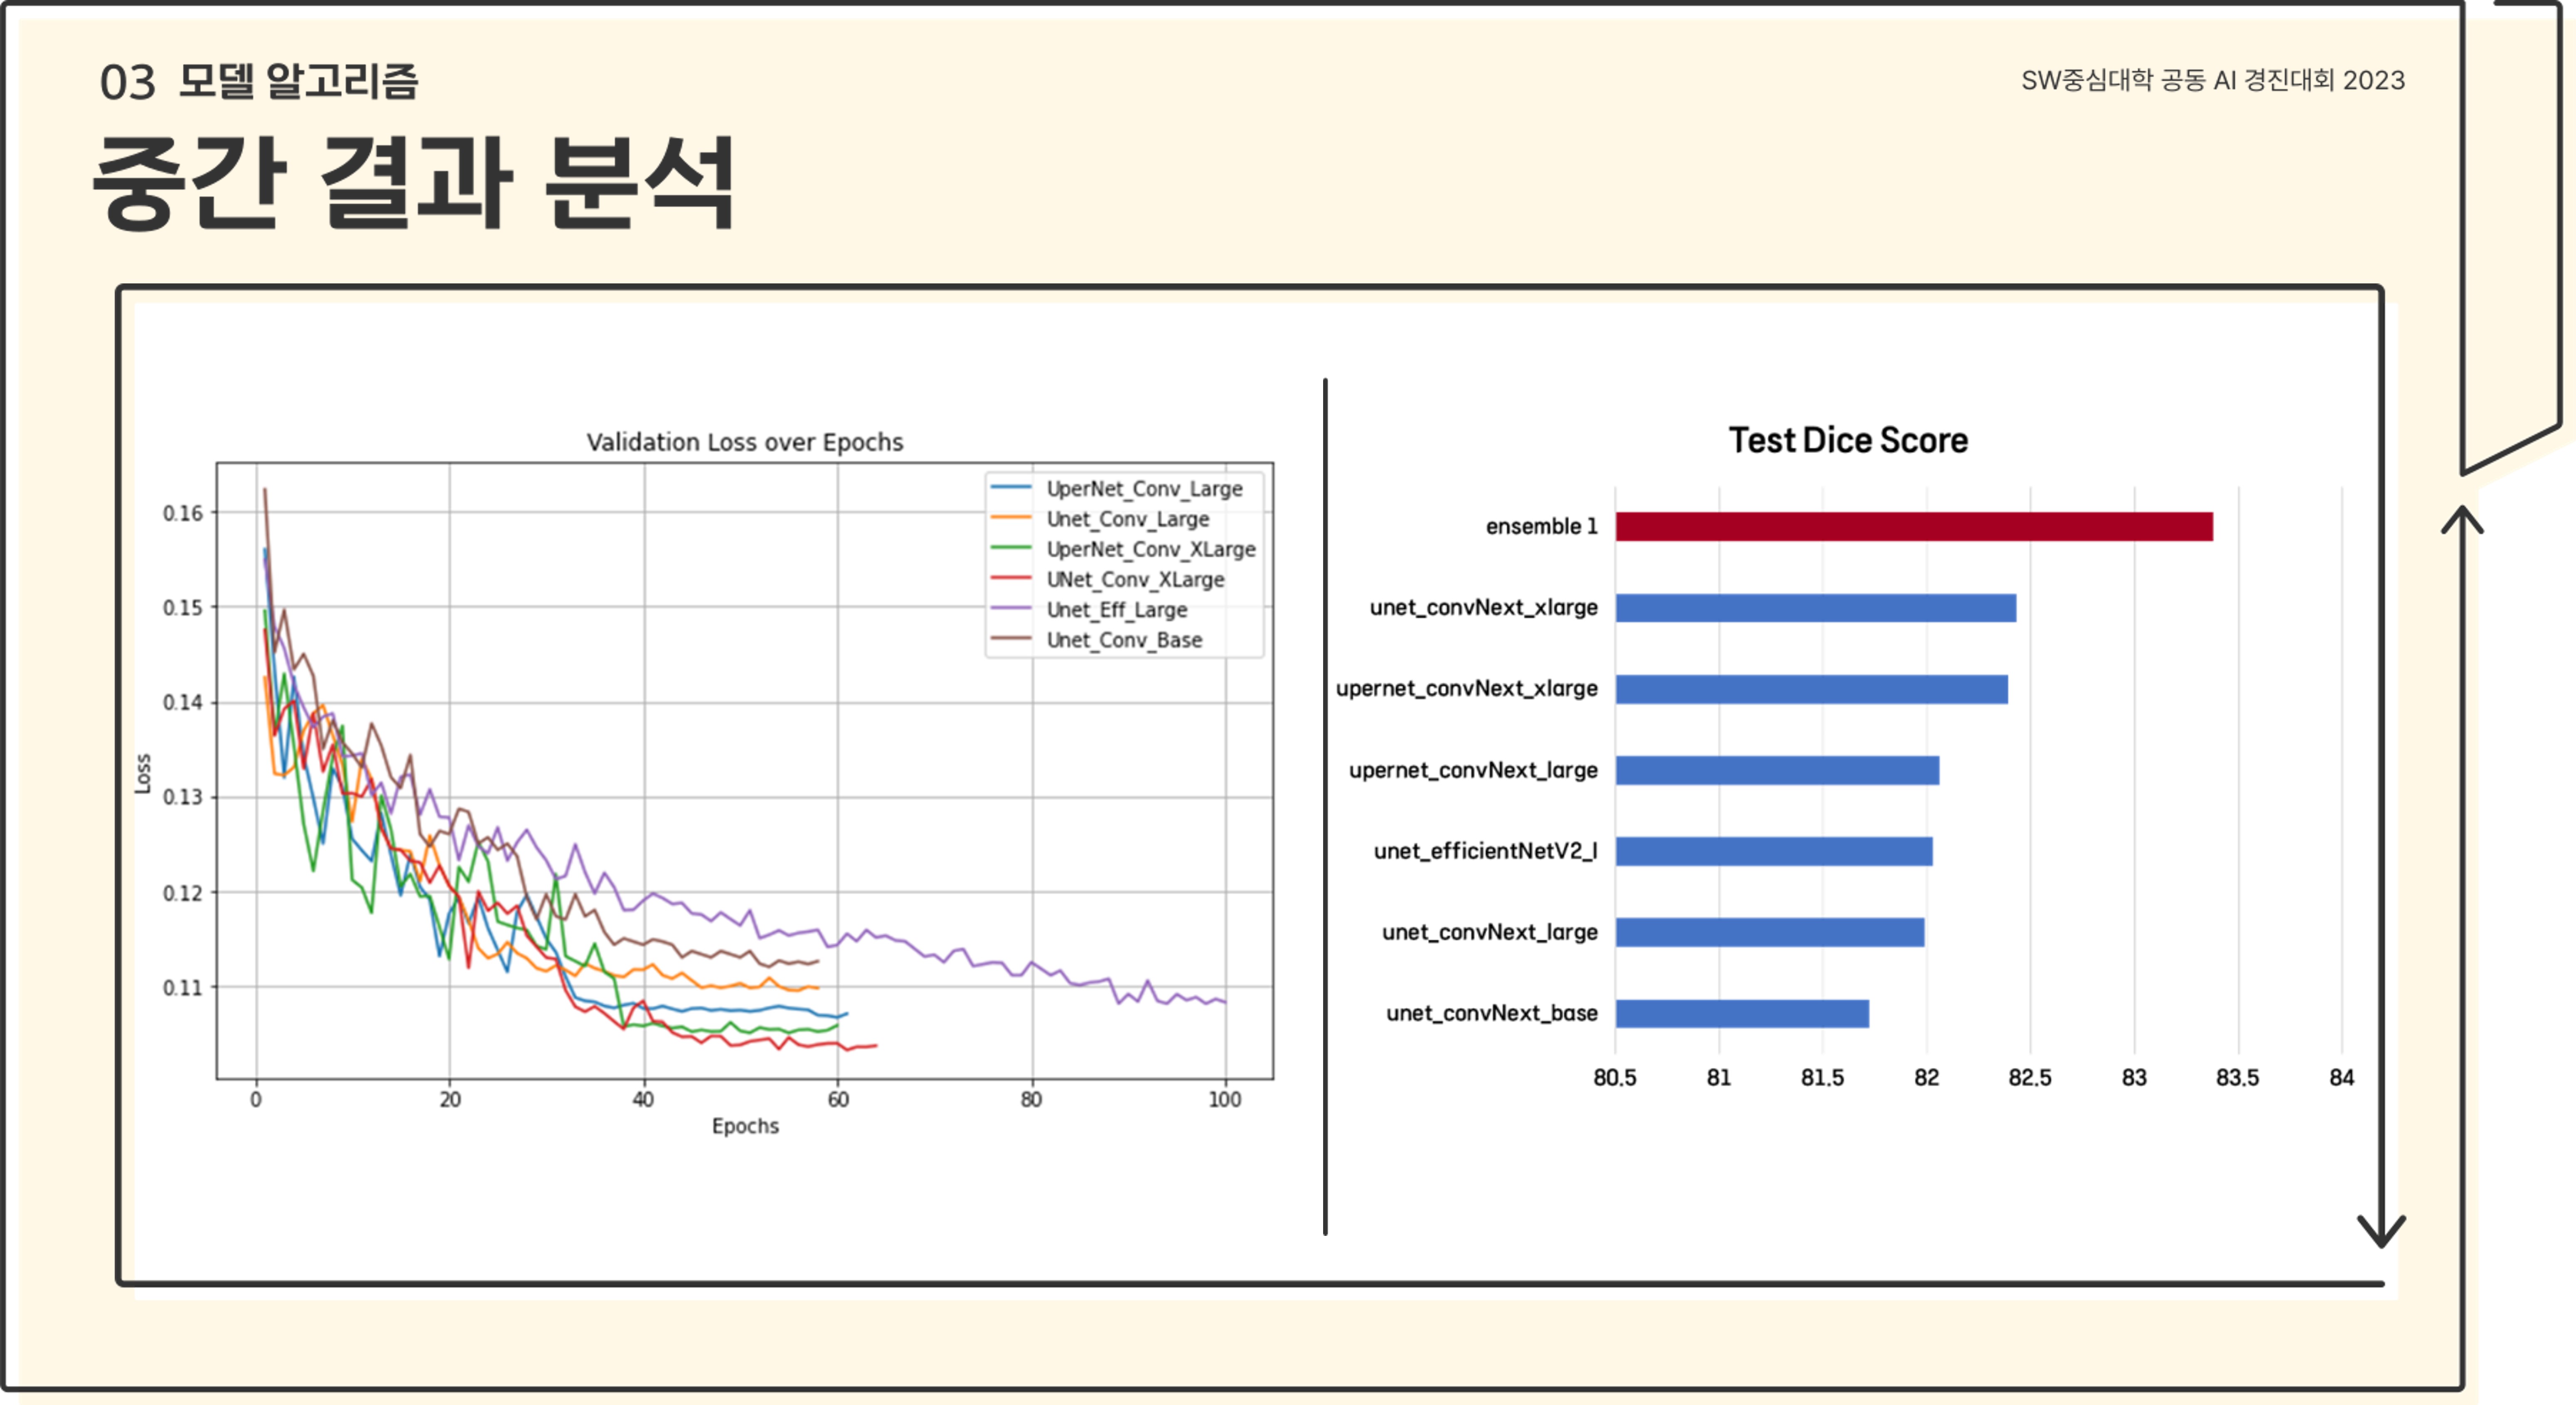 03 모델 알고리즘
SW중심대학 공동 AI 경진대회 2023
중간 결과 분석
Validation Loss over Epochs
UperNet_Conv_Large
Unet_Conv_Large
UperNet_Conv_XLarge
UNet_Conv_XLarge
Unet_Eff_Large
Unet_Conv_Base
0.16
0.15
0.14
0.13
0.12
0.11
Loss
0 20 40 60 80 100
Epochs
Test Dice Score
ensemble 1
unet_convNext_xlarge
upernet_convNext_xlarge
upernet_convNext_large
unet_efficientNetV2_l
unet_convNext_large
unet_convNext_base
80.5 81 81.5 82 82.5 83 83.5 84